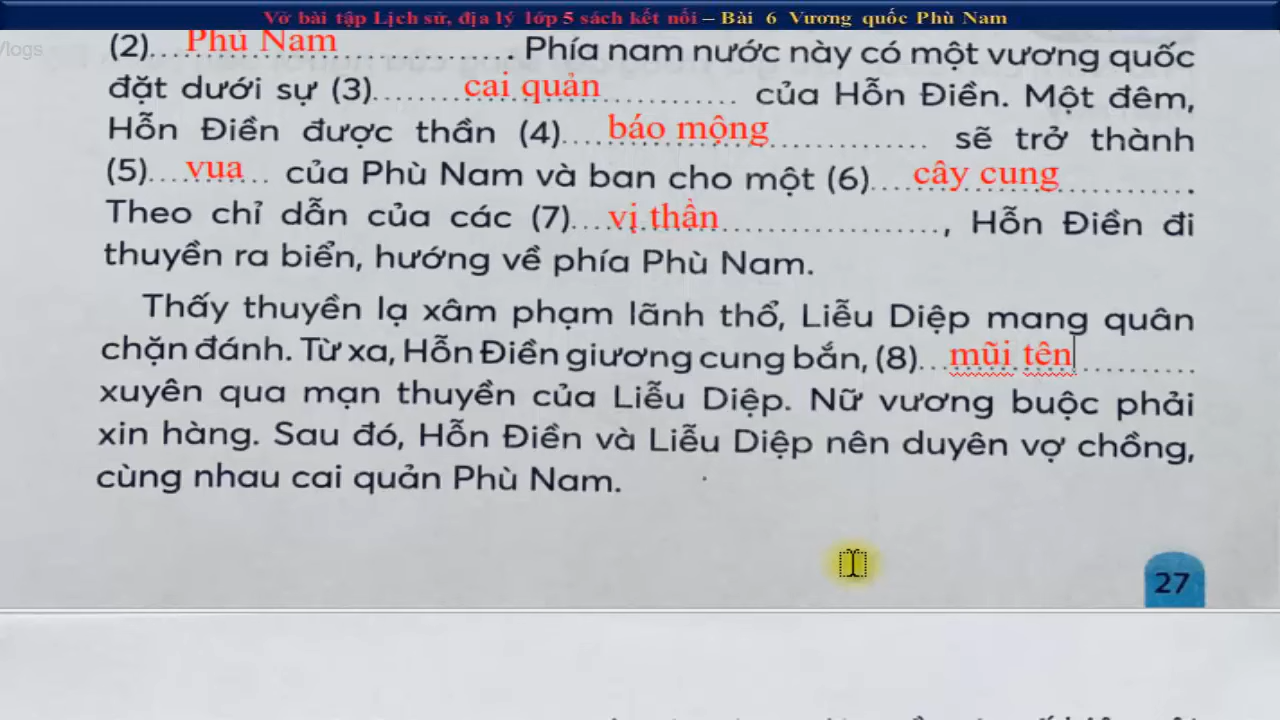 Vở bài tập Lịch sử, địa lý lớp 5 sách kết nối – Bài 6 Vương quốc Phù Nam
Vlogs
(2)... Phù Nam .................. Phía nam nước này có một vương quốc
đặt dưới sự (3)......... cai quản ............ của Hỗn Điền. Một đêm,
Hỗn Điền được thần (4).... báo mộng ............... sẽ trở thành
(5).... vua ... của Phù Nam và ban cho một (6).... cây cung .............
Theo chỉ dẫn của các (7).... vị thần ...................., Hỗn Điền đi
thuyền ra biển, hướng về phía Phù Nam.
Thấy thuyền lạ xâm phạm lãnh thổ, Liễu Diệp mang quân
chặn đánh. Từ xa, Hỗn Điền giương cung bắn, (8)... mũi tên ...........
xuyên qua mạn thuyền của Liễu Diệp. Nữ vương buộc phải
xin hàng. Sau đó, Hỗn Điền và Liễu Diệp nên duyên vợ chồng,
cùng nhau cai quản Phù Nam.
27